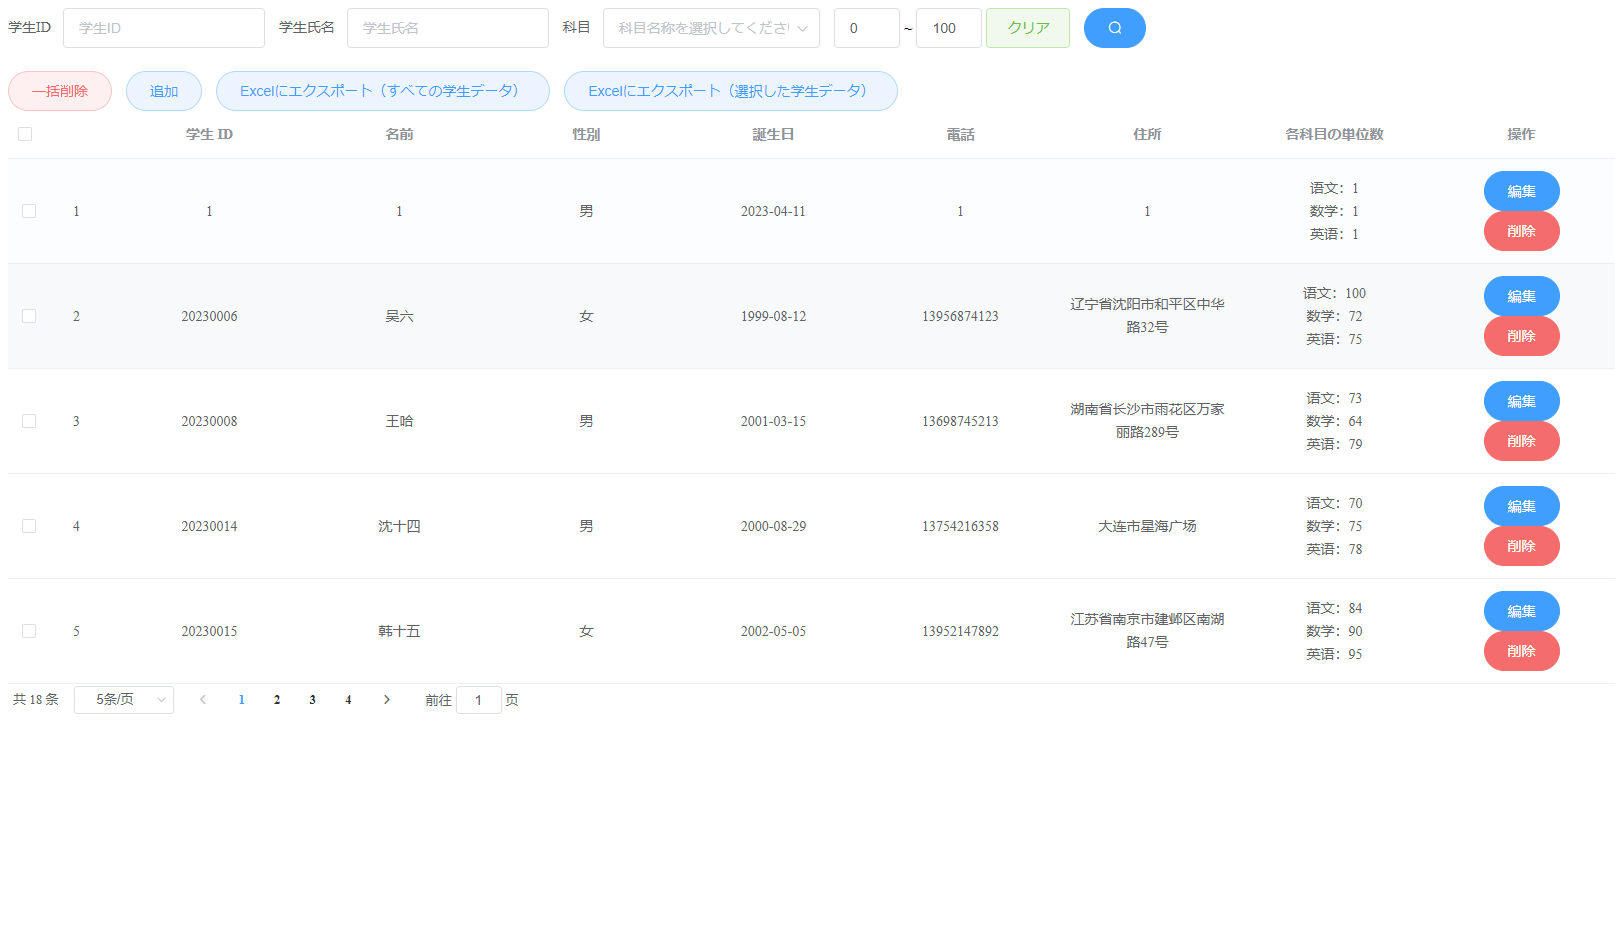 学生ID 学生ID 学生氏名 学生氏名 科目 科目名称を選択してくださ 0 ~ 100 クリア
一括削除 追加 Excelにエクスポート（すべての学生データ） Excelにエクスポート（選択した学生データ）
学生 ID 名前 性別 誕生日 電話 住所 各科目の単位数 操作
语文：1 編集
1 1 1 男 2023-04-11 1 1 数学：1
英语：1 削除
语文：100 編集
2 20230006 吴六 女 1999-08-12 13956874123 辽宁省沈阳市和平区中华 数学：72
路32号 英语：75 削除
语文：73 編集
3 20230008 王哈 男 2001-03-15 13698745213 湖南省长沙市雨花区万家 数学：64
丽路289号 英语：79 削除
语文：70 編集
4 20230014 沈十四 男 2000-08-29 13754216358 大连市星海广场 数学：75
英语：78 削除
语文：84 編集
5 20230015 韩十五 女 2002-05-05 13952147892 江苏省南京市建邺区南湖 数学：90
路47号 英语：95 削除
共 18 条 5条/页 1 2 3 4 前往 1 页